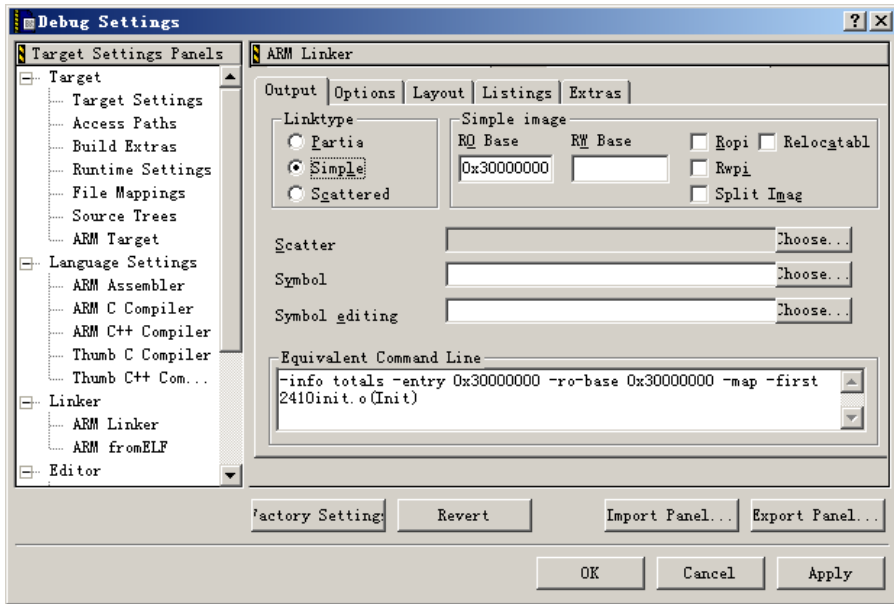 Debug Settings
Target Settings Panels
Target
Target Settings
Access Paths
Build Extras
Runtime Settings
File Mappings
Source Trees
ARM Target
Language Settings
ARM Assembler
ARM C Compiler
ARM C++ Compiler
Thumb C Compiler
Thumb C++ Com...
Linker
ARM Linker
ARM fromELF
Editor
ARM Linker
Output Options Layout Listings Extras
Linktype
Partia
Simple
Scattered
Simple image
RO Base RW Base
0x30000000
Ropi Relocatabl
Rwpi
Split Imag
Scatter Choose...
Symbol Choose...
Symbol editing Choose...
Equivalent Command Line
-info totals -entry 0x30000000 -ro-base 0x30000000 -map -first
2410init.o(Init)
Factory Settings Revert Import Panel... Export Panel...
OK Cancel Apply